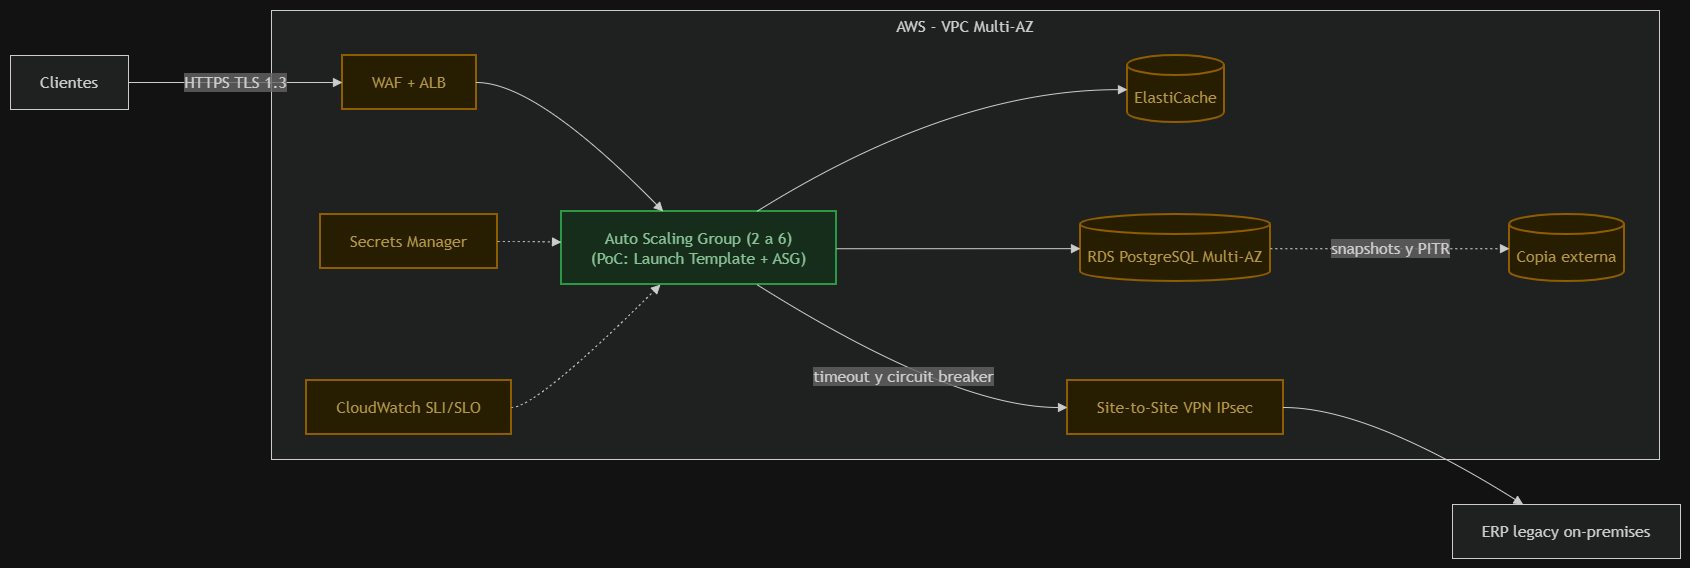 AWS - VPC Multi-AZ
Clientes
HTTPS TLS 1.3
WAF + ALB
ElastiCache
Secrets Manager
Auto Scaling Group (2 a 6)
(PoC: Launch Template + ASG)
RDS PostgreSQL Multi-AZ
snapshots y PITR
Copia externa
timeout y circuit breaker
CloudWatch SLI/SLO
Site-to-Site VPN IPsec
ERP legacy on-premises